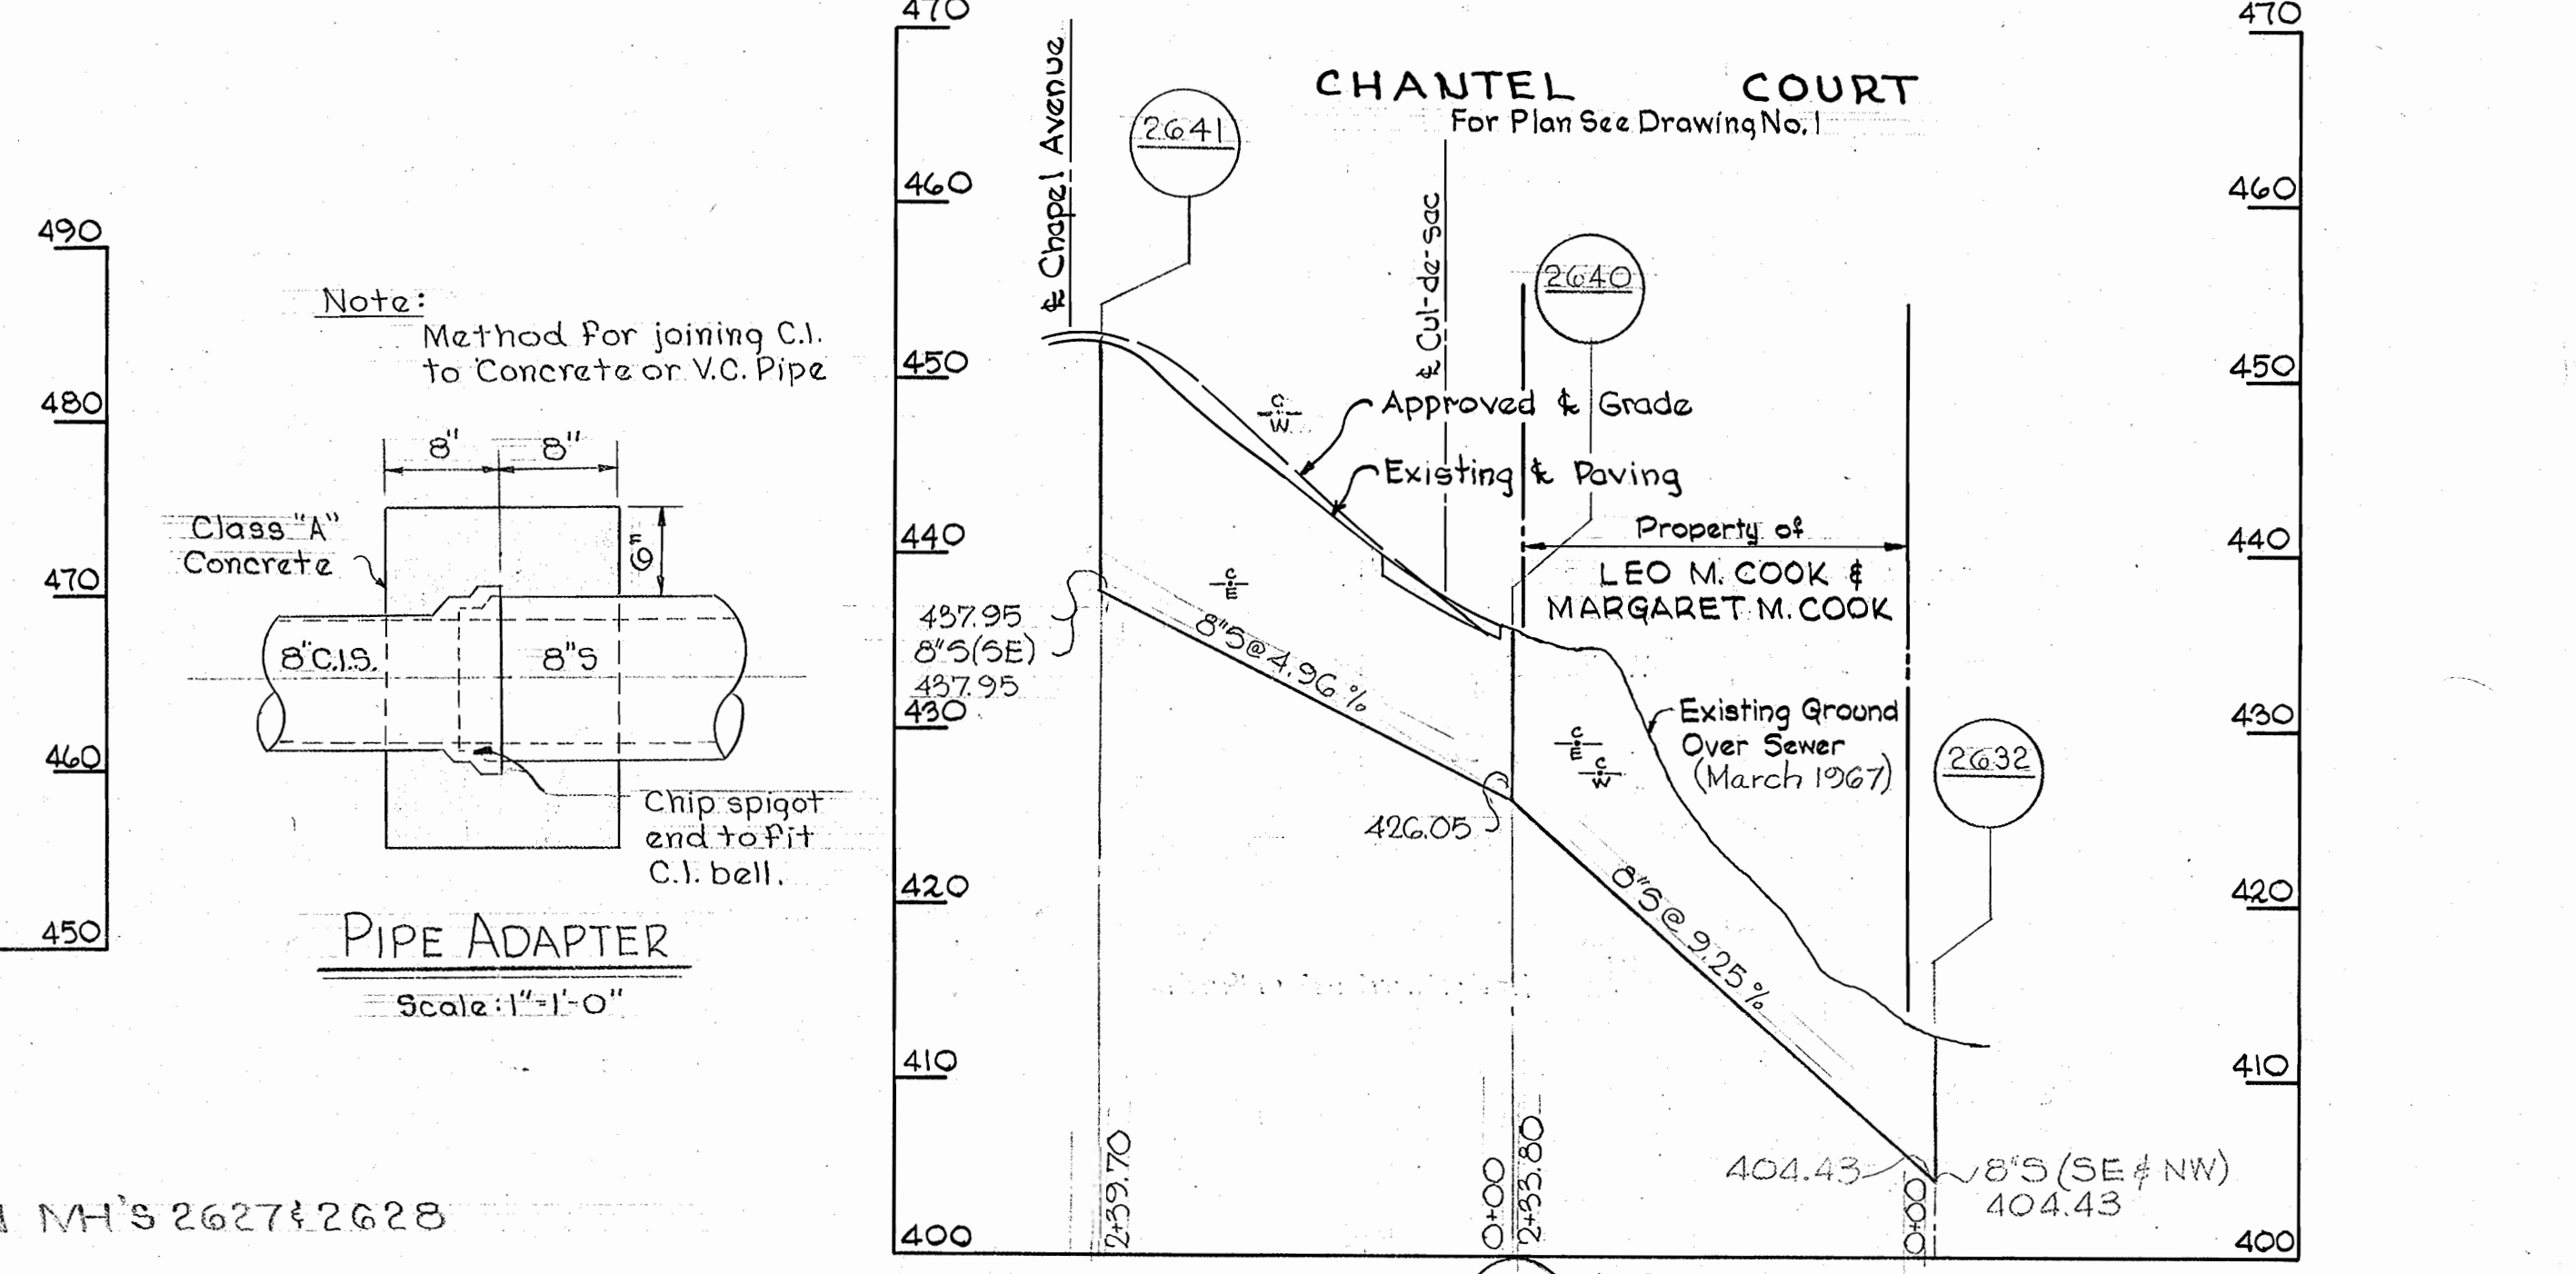 490
480
470
460
450
Note:
Method for joining C.I.
to Concrete or V.C. Pipe
8" 8"
6"
Class "A"
Concrete
8"C.I.S. 8"S
Chip spigot
end to fit
C.I. bell.
PIPE ADAPTER
Scale: 1"=1'-0"
MH'S 2627 & 2628
470
460
450
440
430
420
410
400
CHANTEL COURT
For Plan See Drawing No. 1
℄ Chapel Avenue
2641
℄ Cul-de-sac
2640
C
W
Approved ℄ Grade
Existing ℄ Paving
Property of
LEO M. COOK &
MARGARET M. COOK
C
E
437.95
8"S(SE)
437.95
8"S@4.96%
Existing Ground
Over Sewer
(March 1967)
C
E
C
W
2632
426.05
8"S@9.25%
404.43
8"S (SE & NW)
404.43
2+39.70
0+00
2+33.80
0+00
470
460
450
440
430
420
410
400